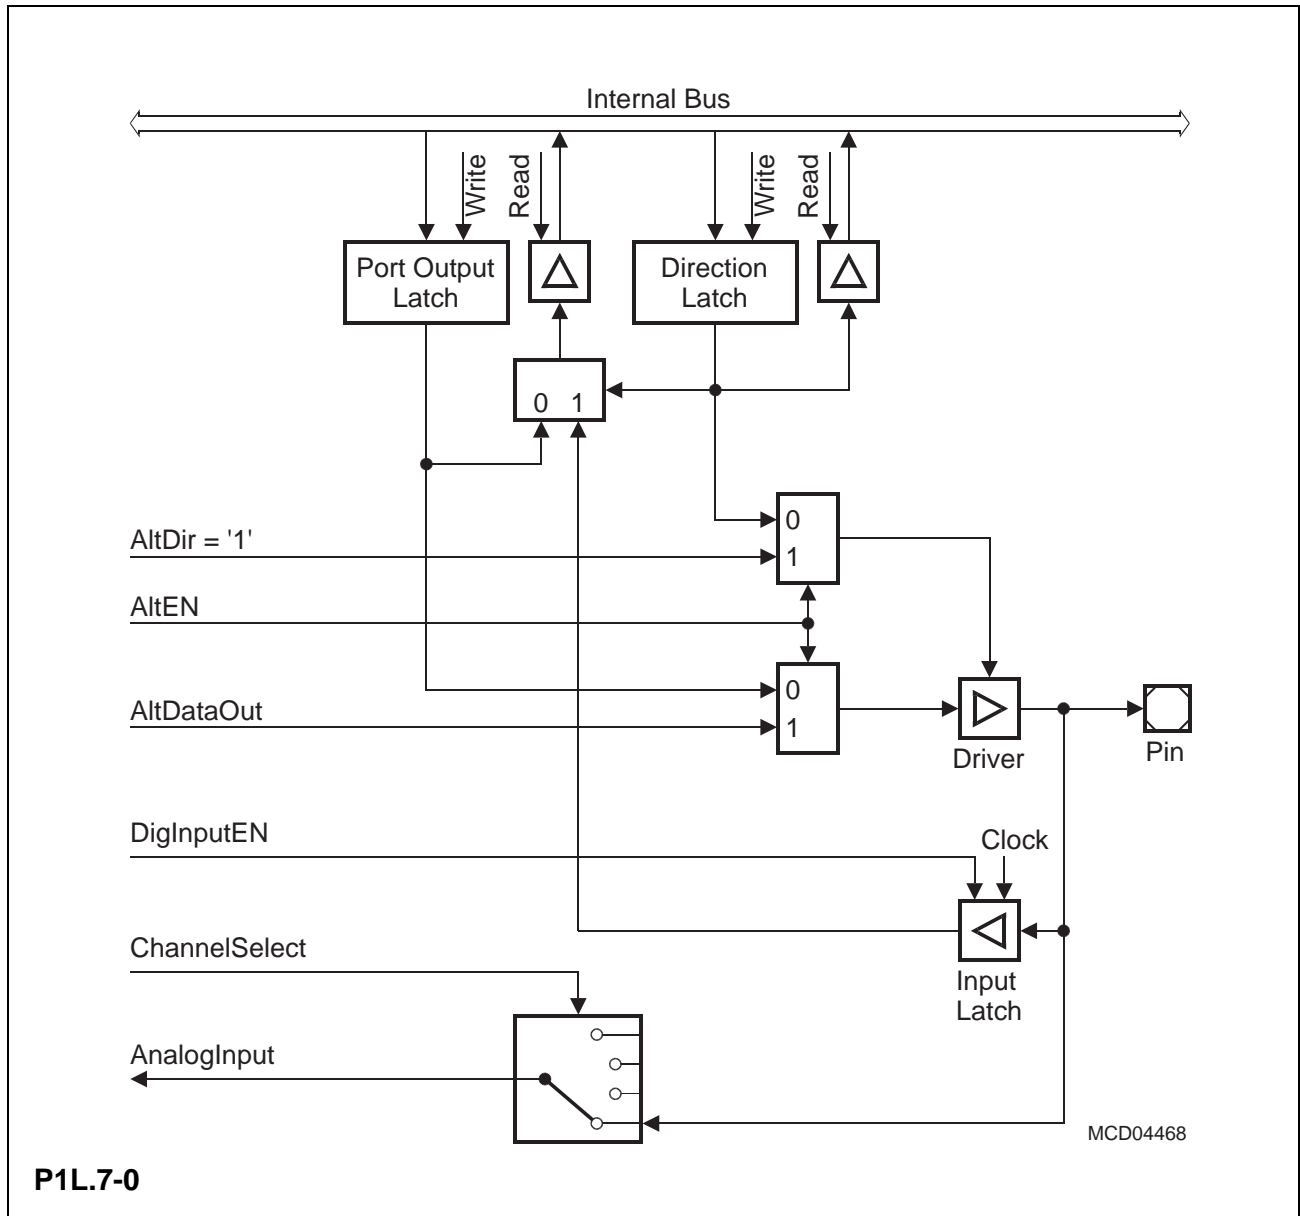 Internal Bus
Write
Read
Write
Read
Port Output
Latch
Direction
Latch
0 1
AltDir = '1'
0
1
AltEN
AltDataOut
0
1
Driver
Pin
DigInputEN
Clock
ChannelSelect
Input
Latch
AnalogInput
MCD04468
P1L.7-0